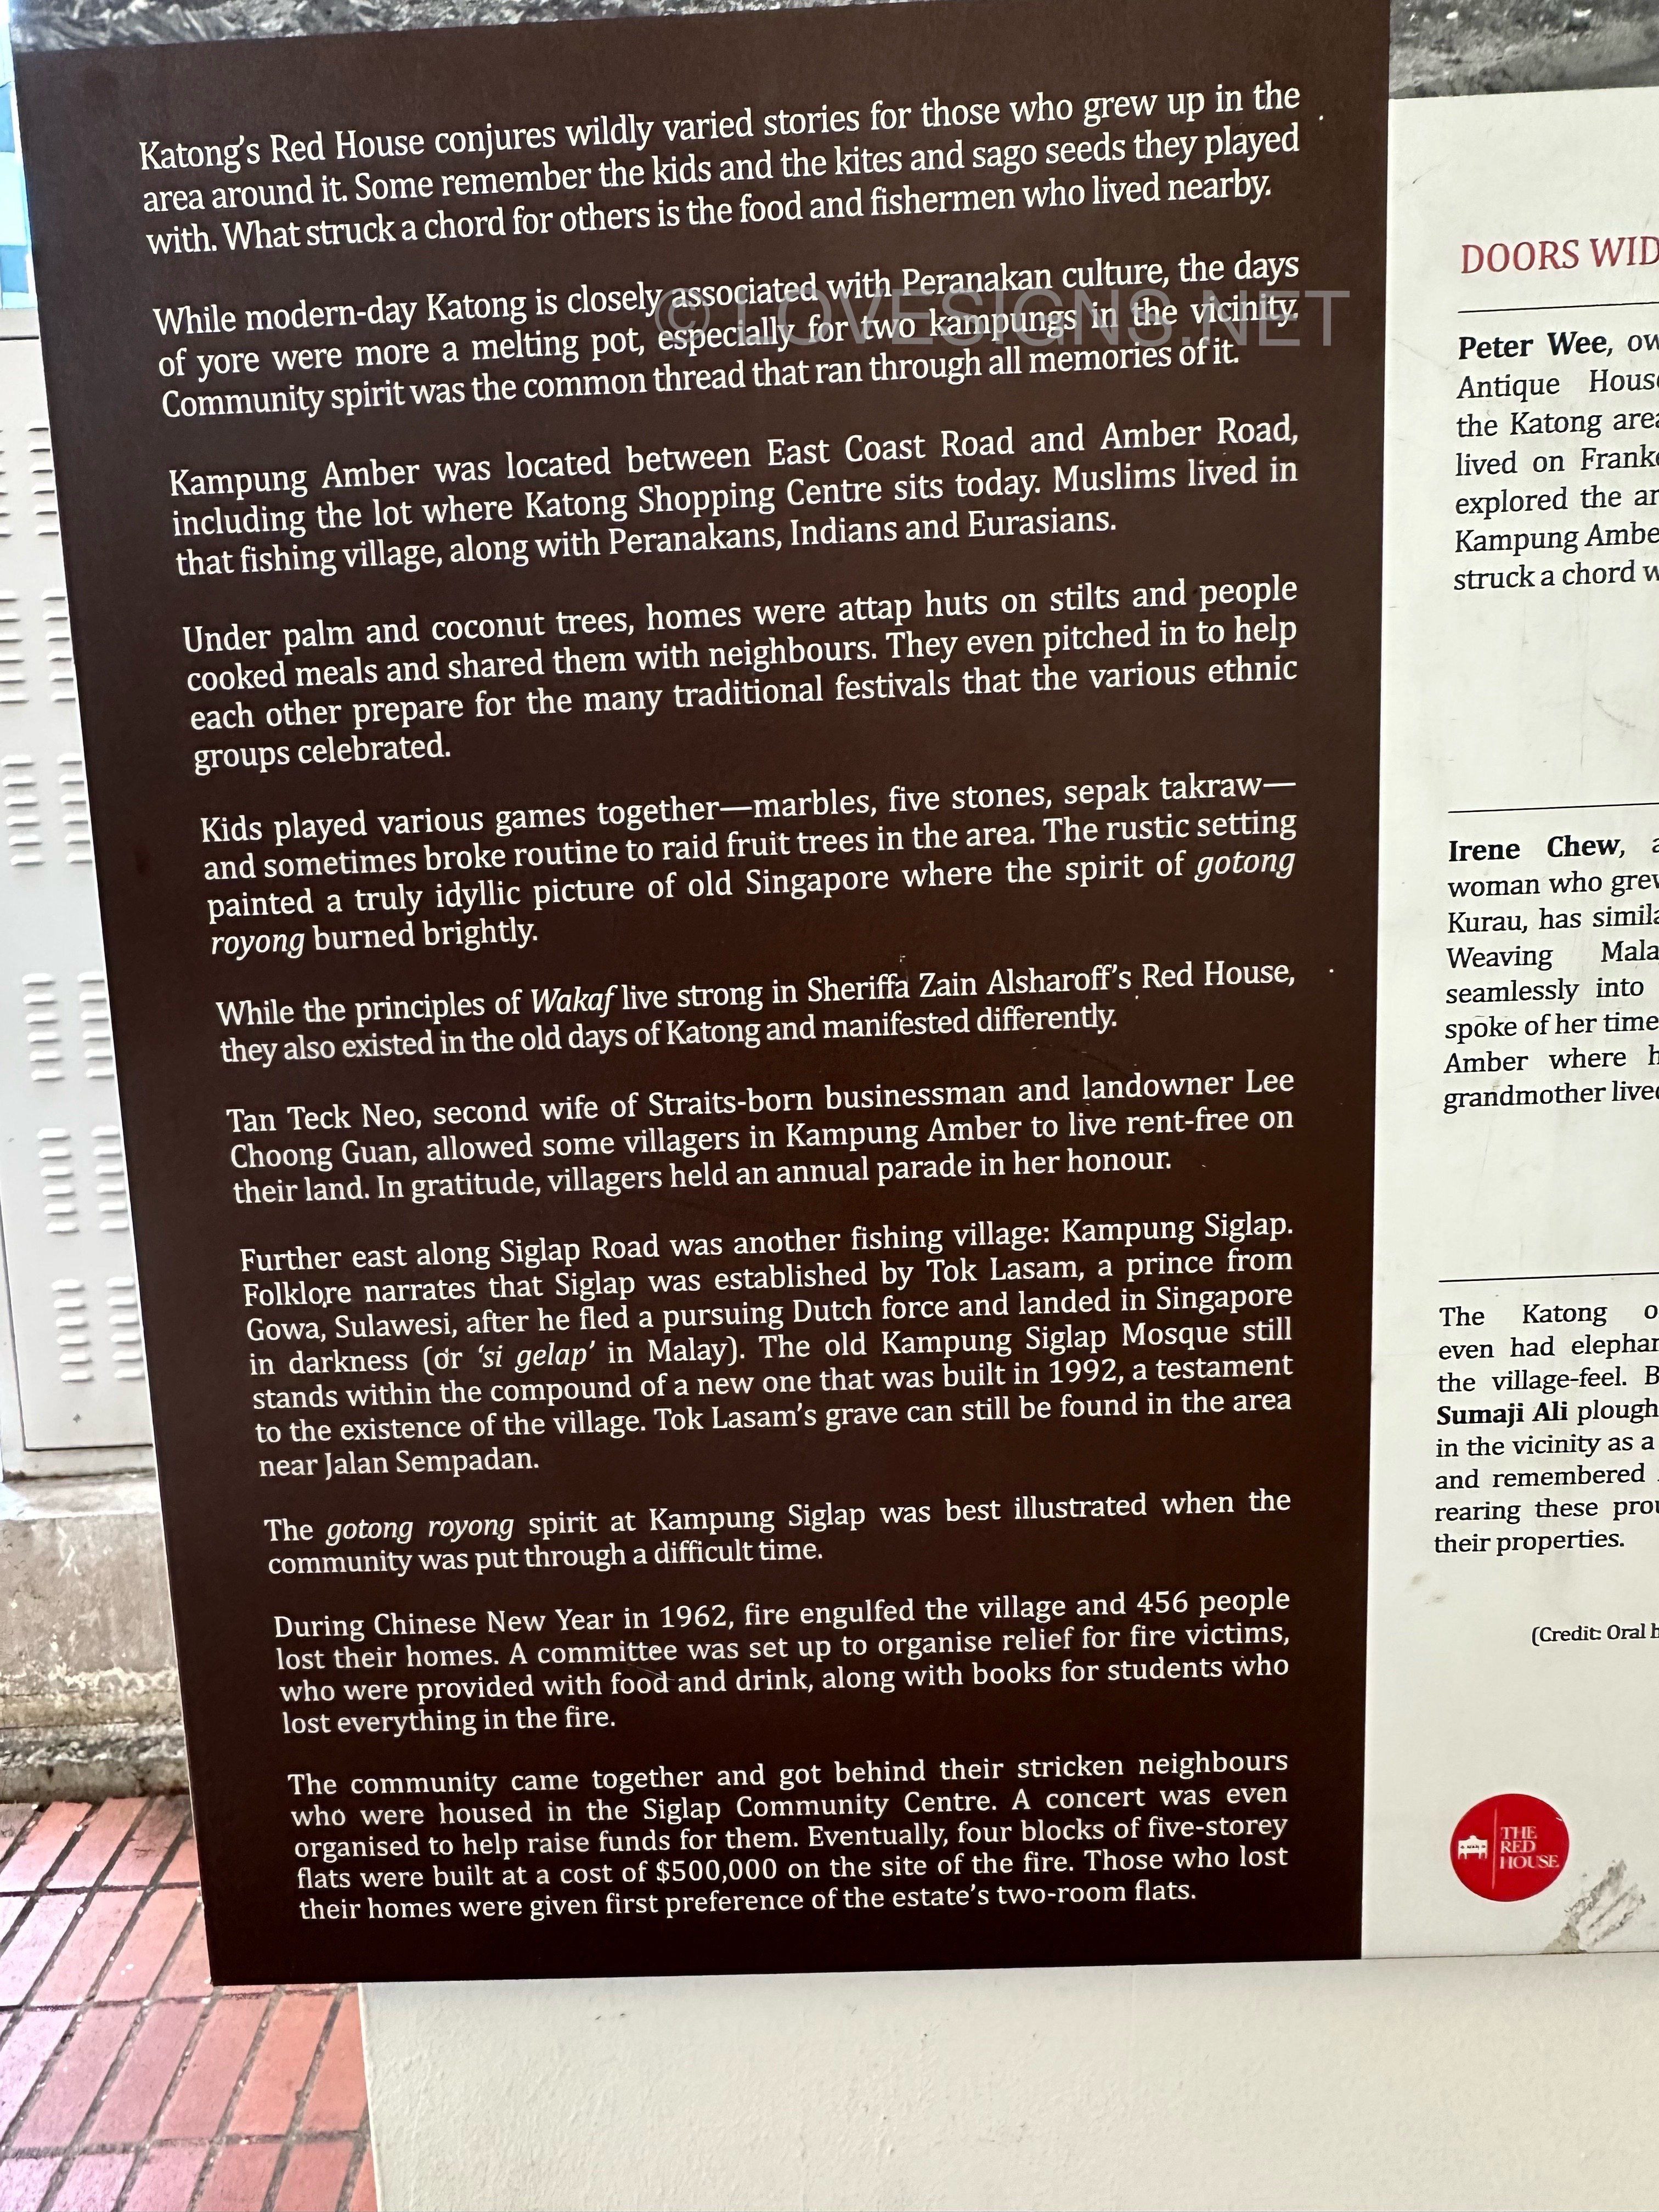 Katong's Red House conjures wildly varied stories for those who grew up in the
area around it. Some remember the kids and the kites and sago seeds they played
with. What struck a chord for others is the food and fishermen who lived nearby.
While modern-day Katong is closely associated with Peranakan culture, the days
of yore were more a melting pot, especially for two kampungs in the vicinity.
Community spirit was the common thread that ran through all memories of it.
© LOVESIGNS.NET
Kampung Amber was located between East Coast Road and Amber Road,
including the lot where Katong Shopping Centre sits today. Muslims lived in
that fishing village, along with Peranakans, Indians and Eurasians.
Under palm and coconut trees, homes were attap huts on stilts and people
cooked meals and shared them with neighbours. They even pitched in to help
each other prepare for the many traditional festivals that the various ethnic
groups celebrated.
Kids played various games together—marbles, five stones, sepak takraw—
and sometimes broke routine to raid fruit trees in the area. The rustic setting
painted a truly idyllic picture of old Singapore where the spirit of gotong
royong burned brightly.
While the principles of Wakaf live strong in Sheriffa Zain Alsharoff's Red House,
they also existed in the old days of Katong and manifested differently.
Tan Teck Neo, second wife of Straits-born businessman and landowner Lee
Choong Guan, allowed some villagers in Kampung Amber to live rent-free on
their land. In gratitude, villagers held an annual parade in her honour.
Further east along Siglap Road was another fishing village: Kampung Siglap.
Folklore narrates that Siglap was established by Tok Lasam, a prince from
Gowa, Sulawesi, after he fled a pursuing Dutch force and landed in Singapore
in darkness (or 'si gelap' in Malay). The old Kampung Siglap Mosque still
stands within the compound of a new one that was built in 1992, a testament
to the existence of the village. Tok Lasam's grave can still be found in the area
near Jalan Sempadan.
The gotong royong spirit at Kampung Siglap was best illustrated when the
community was put through a difficult time.
During Chinese New Year in 1962, fire engulfed the village and 456 people
lost their homes. A committee was set up to organise relief for fire victims,
who were provided with food and drink, along with books for students who
lost everything in the fire.
The community came together and got behind their stricken neighbours
who were housed in the Siglap Community Centre. A concert was even
organised to help raise funds for them. Eventually, four blocks of five-storey
flats were built at a cost of $500,000 on the site of the fire. Those who lost
their homes were given first preference of the estate's two-room flats.
DOORS
Peter Wee,
Antique
the Katong
lived on
explored the
Kampung
struck a chord
Irene Chew,
woman who
Kurau, has
Weaving
seamlessly into
spoke of her time
Amber where
grandmother
The Katong
even had
the village-feel.
Sumaji Ali
in the vicinity as a
and remembered
rearing these
their properties.
(Credit: Oral
THE
RED
HOUSE